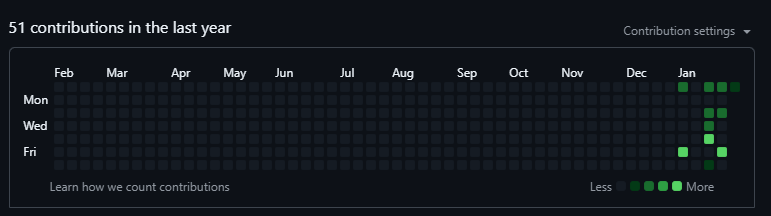 51 contributions in the last year
Contribution settings
Feb Mar Apr May Jun Jul Aug Sep Oct Nov Dec Jan
Mon
Wed
Fri
Learn how we count contributions
Less More